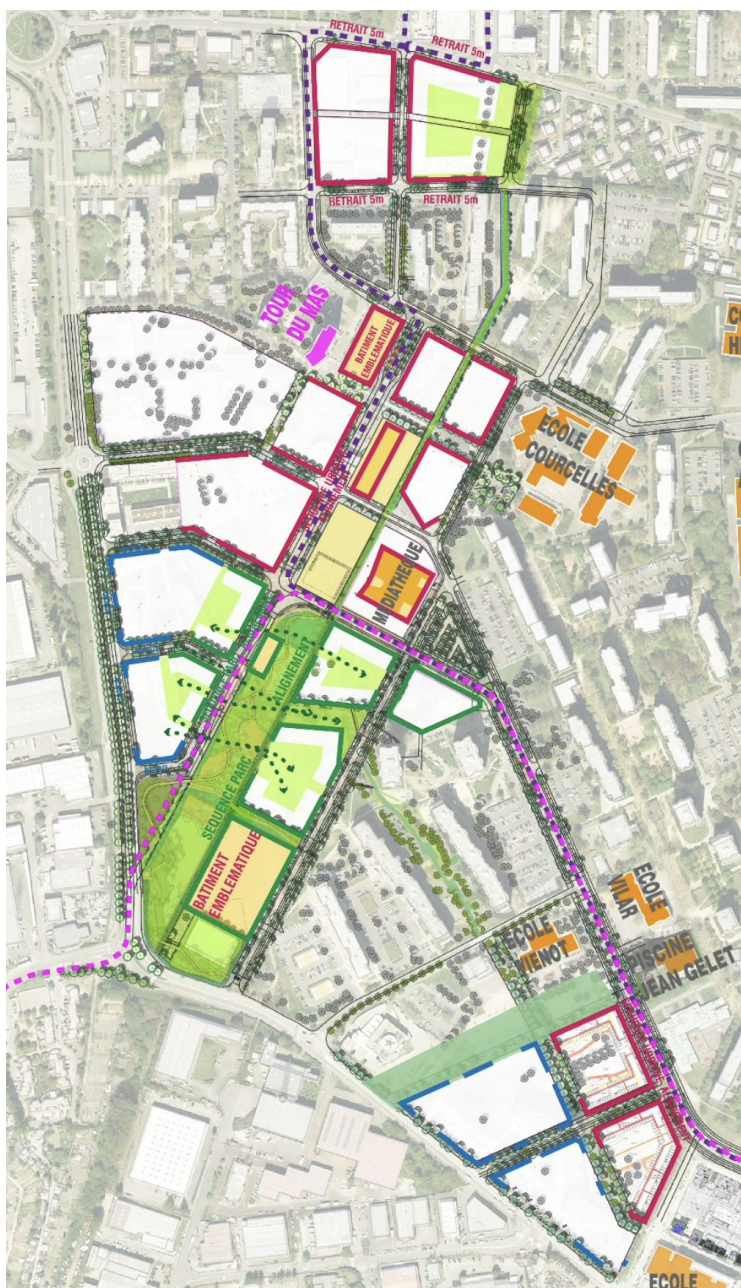 RETRAIT 5m
RETRAIT 5m
RETRAIT 5m
RETRAIT 5m
TOUR
DU MAS
BATIMENT
EMBLEMATIQUE
ECOLE
COURCELLES
MEDIATHEQUE
ALIGNEMENT
SEQUENCE PARC
BATIMENT
EMBLEMATIQUE
ECOLE
VILAR
ECOLE
PISCINE
JEAN GELET
ECOLE